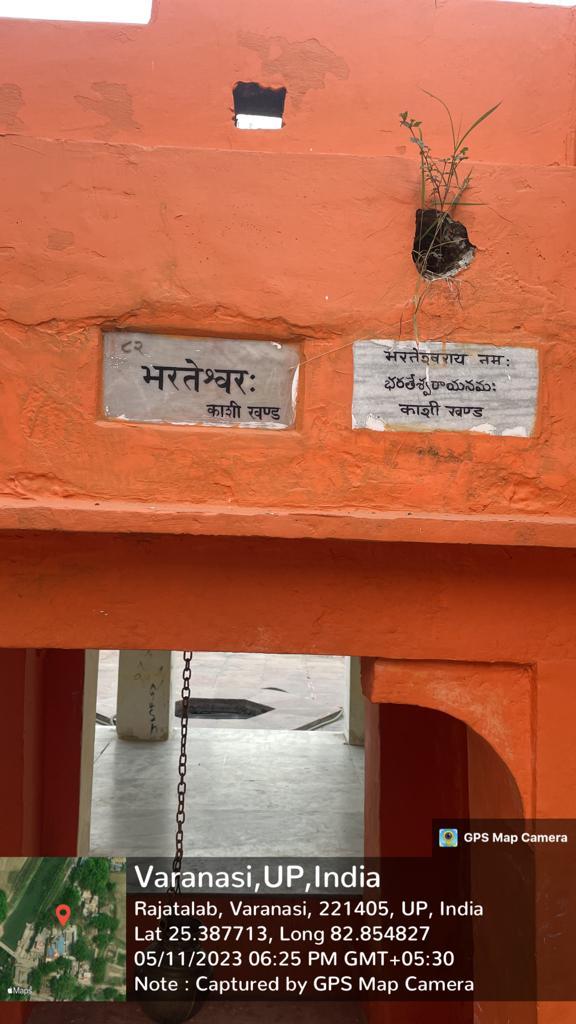 ८२
भरतेश्वरः
काशी खण्ड
भरतेश्वराय नमः
భరతేశ్వరాయనమః
काशी खण्ड
GPS Map Camera
Varanasi,UP,India
Rajatalab, Varanasi, 221405, UP, India
Lat 25.387713, Long 82.854827
05/11/2023 06:25 PM GMT+05:30
Note : Captured by GPS Map Camera
Maps